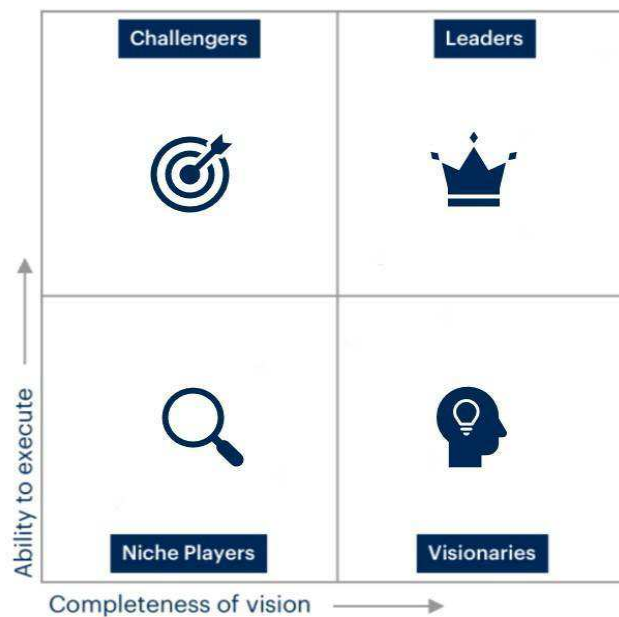 Challengers
Leaders
Ability to execute
Niche Players
Visionaries
Completeness of vision